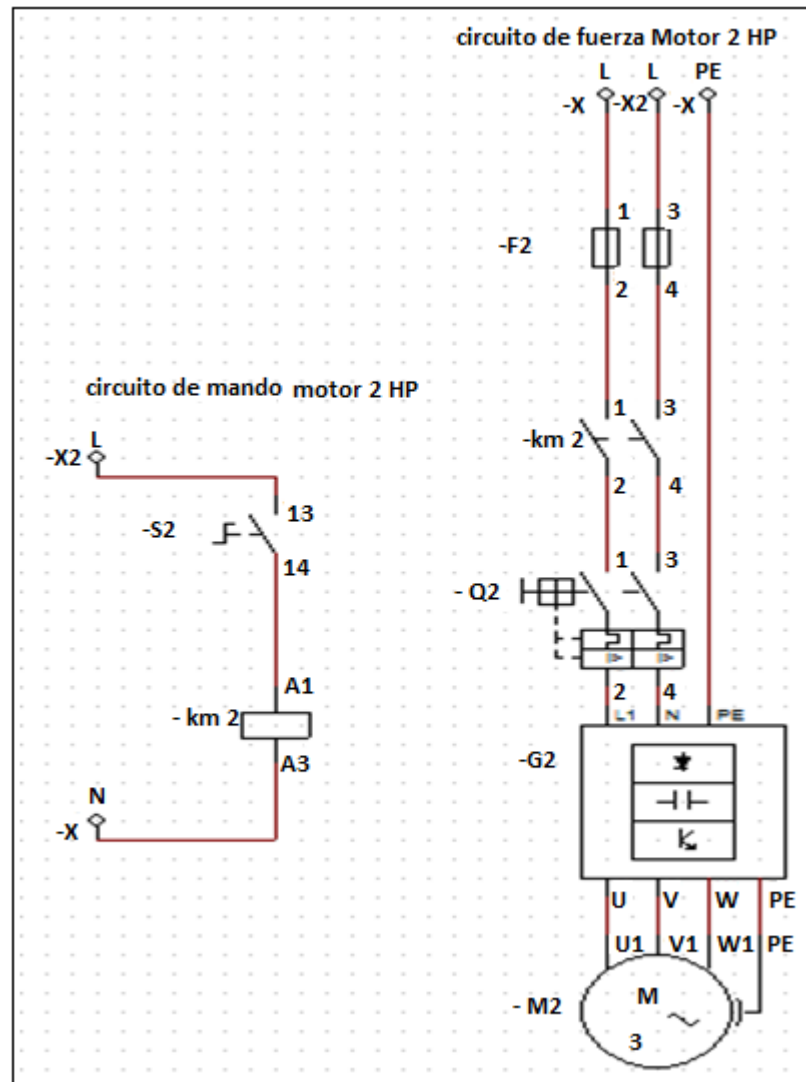 circuito de fuerza Motor 2 HP
L L PE
-X -X2 -X
1 3
-F2
2 4
circuito de mando motor 2 HP
L
-X2
13
-S2
14
A1
- km 2
A3
N
-X
1 3
-km 2
2 4
1 3
- Q2
2 4
L1 N PE
-G2
U V W PE
U1 V1 W1 PE
- M2
M
3